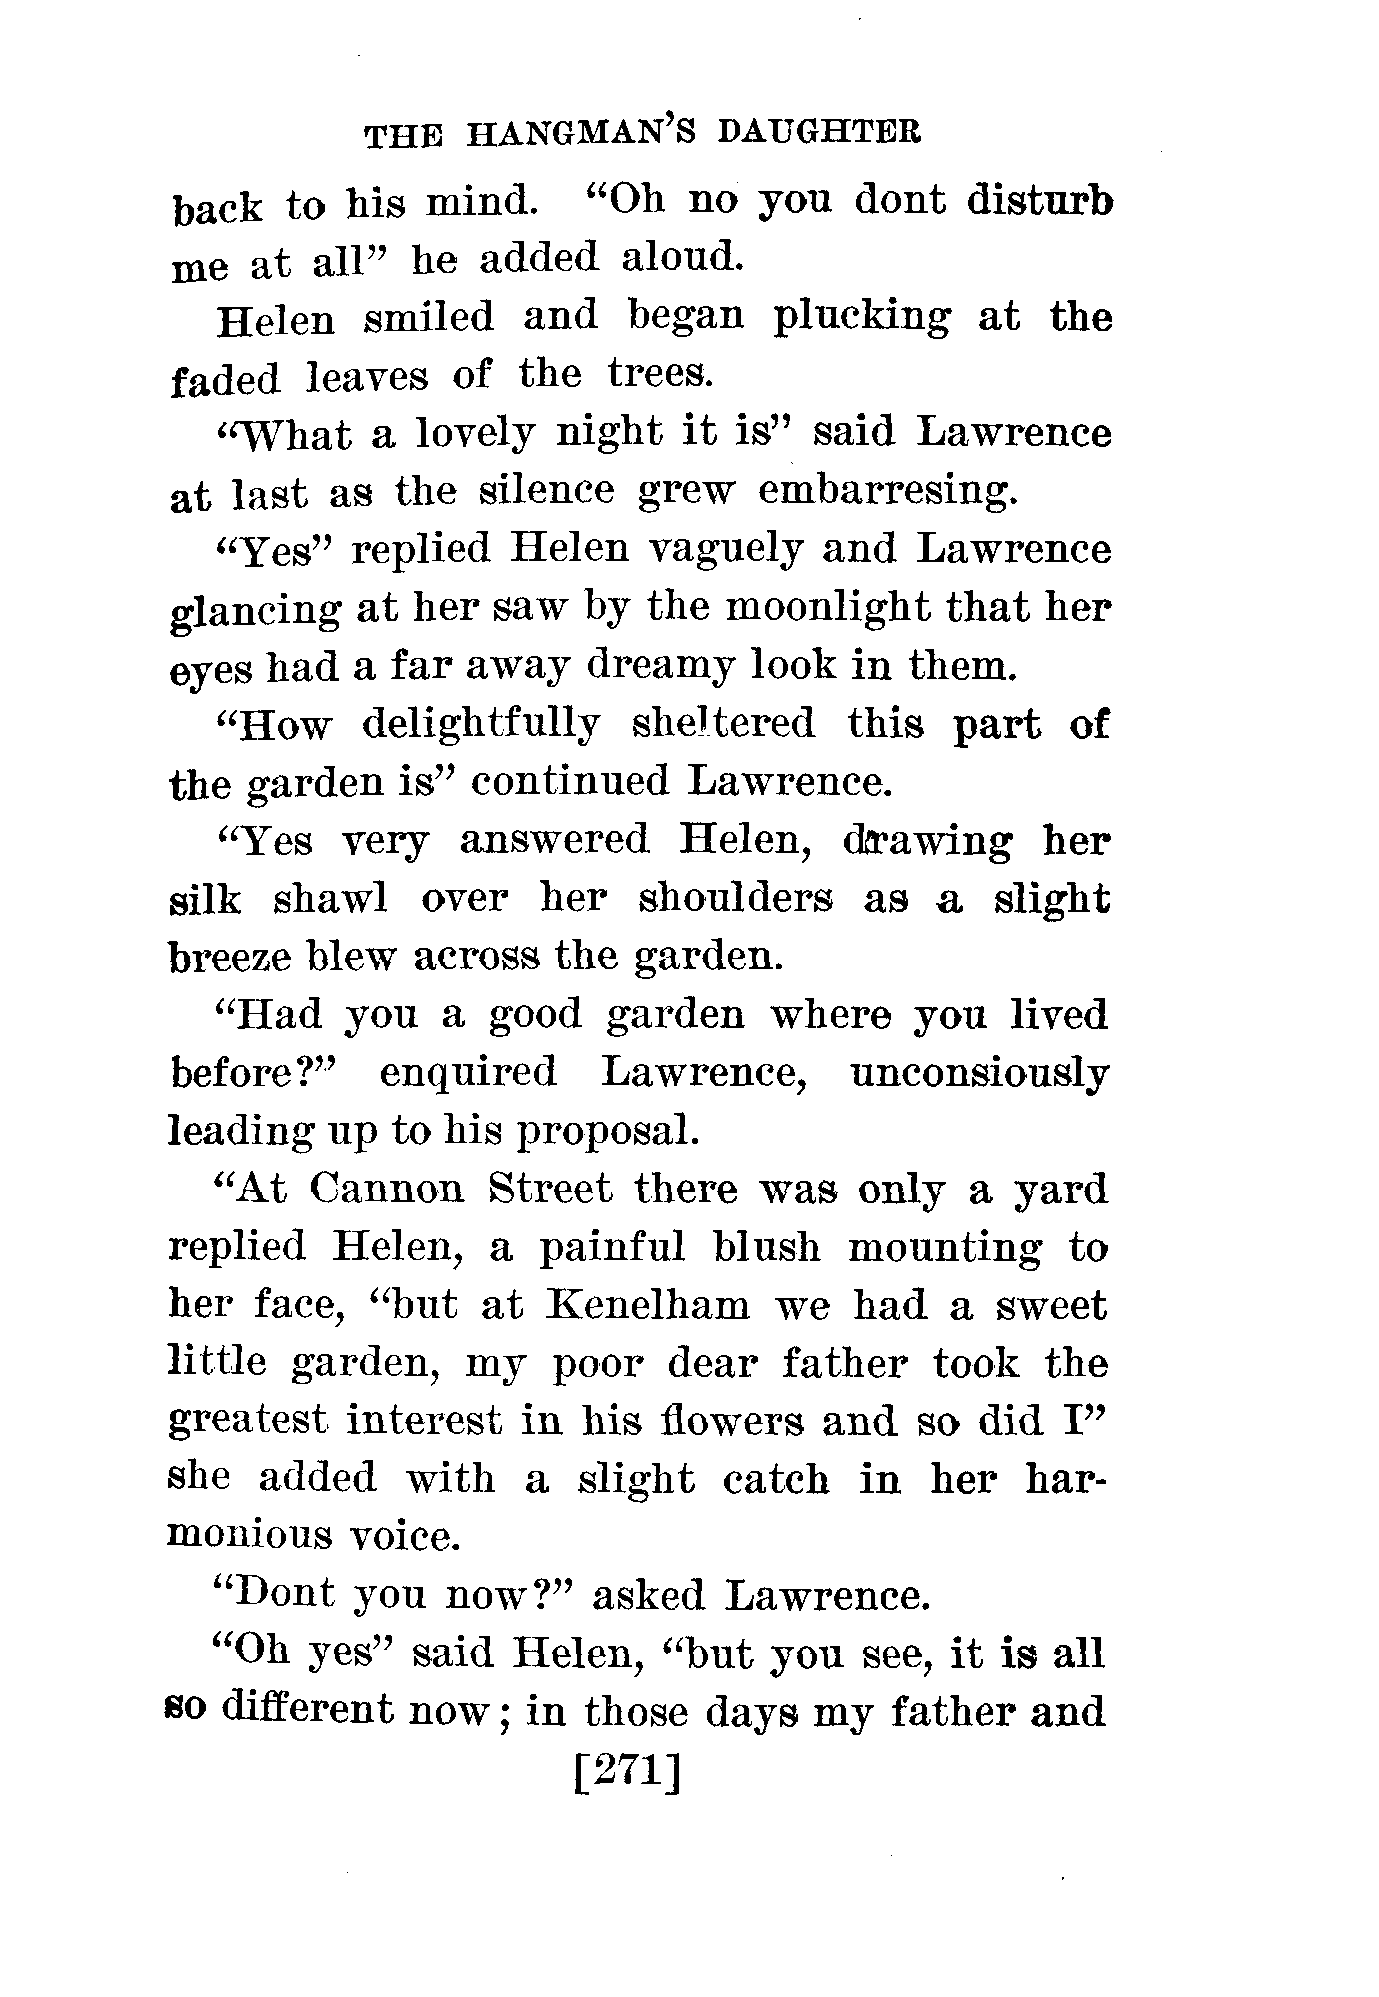 THE HANGMAN'S DAUGHTER
back to his mind. “Oh no you dont disturb
me at all” he added aloud.
Helen smiled and began plucking at the
faded leaves of the trees.
“What a lovely night it is” said Lawrence
at last as the silence grew embarresing.
“Yes” replied Helen vaguely and Lawrence
glancing at her saw by the moonlight that her
eyes had a far away dreamy look in them.
“How delightfully sheltered this part of
the garden is” continued Lawrence.
“Yes very answered Helen, drawing her
silk shawl over her shoulders as a slight
breeze blew across the garden.
“Had you a good garden where you lived
before?” enquired Lawrence, unconsiously
leading up to his proposal.
“At Cannon Street there was only a yard
replied Helen, a painful blush mounting to
her face, “but at Kenelham we had a sweet
little garden, my poor dear father took the
greatest interest in his flowers and so did I”
she added with a slight catch in her har-
monious voice.
“Dont you now?” asked Lawrence.
“Oh yes” said Helen, “but you see, it is all
so different now; in those days my father and
[271]